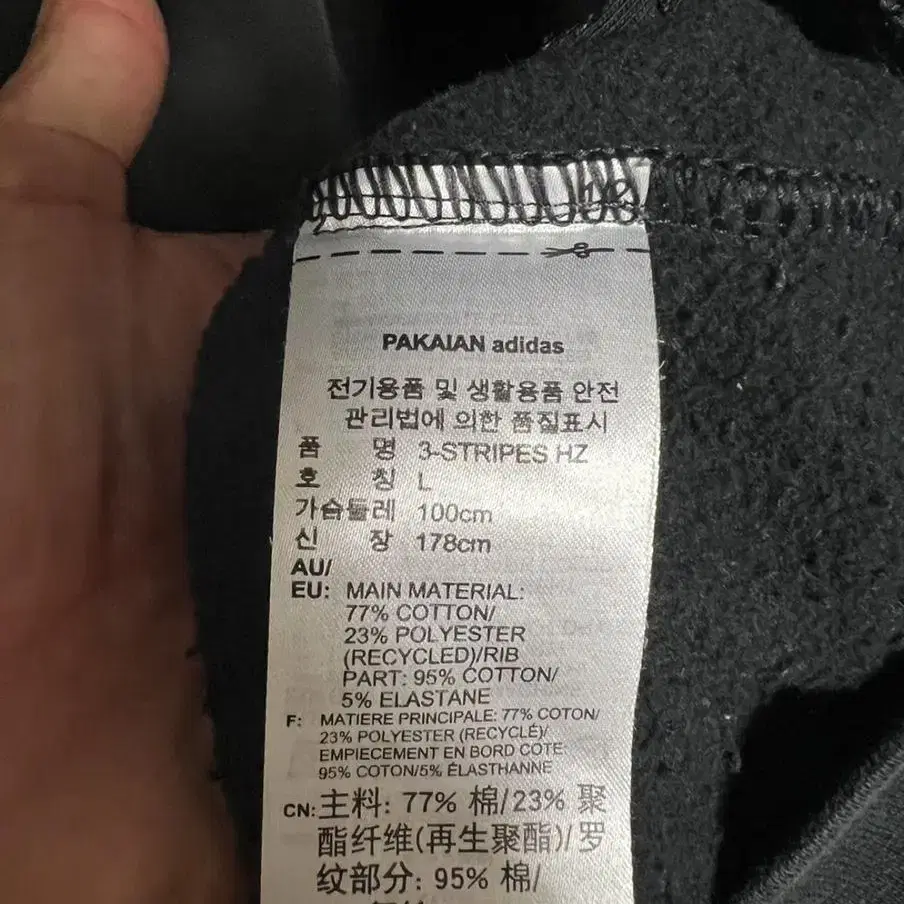 PAKAIAN adidas
전기용품 및 생활용품 안전
관리법에 의한 품질표시
품 명 3-STRIPES HZ
호 칭 L
가슴둘레 100cm
신 장 178cm
AU/
EU: MAIN MATERIAL:
77% COTTON/
23% POLYESTER
(RECYCLED)/RIB
PART: 95% COTTON/
5% ELASTANE
F: MATIERE PRINCIPALE: 77% COTON/
23% POLYESTER (RECYCLÉ)/
EMPIECEMENT EN BORD COTE:
95% COTON/5% ÉLASTHANNE
CN: 主料: 77% 棉/23% 聚
酯纤维(再生聚酯)/罗
纹部分: 95% 棉/